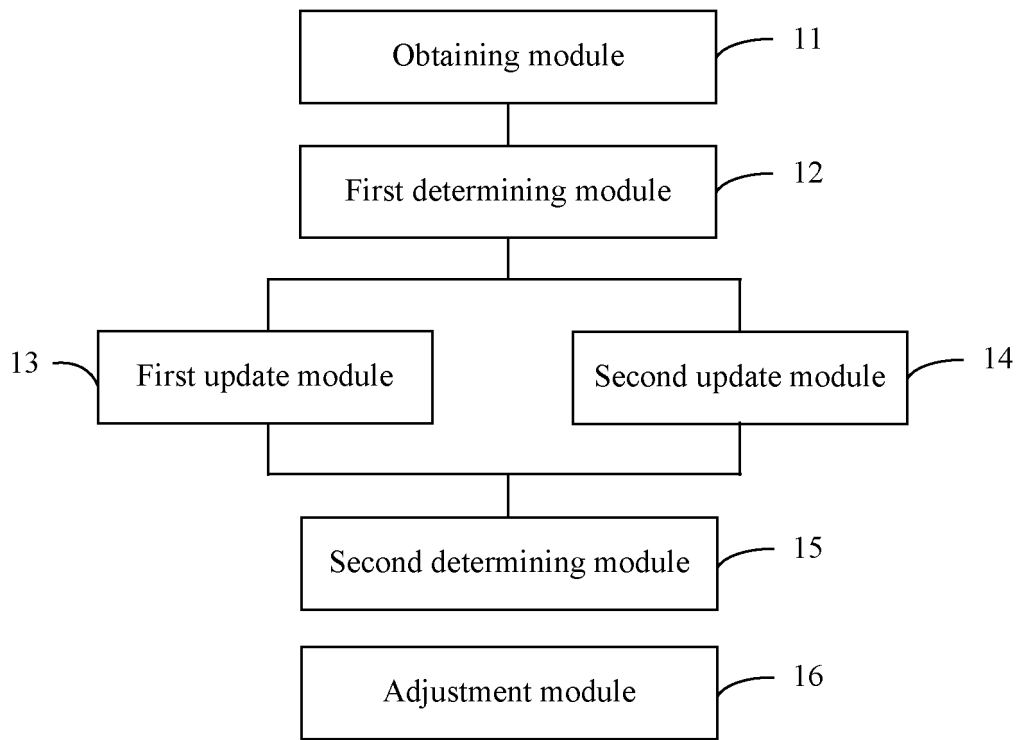 Obtaining module
11
First determining module
12
13
First update module
Second update module
14
Second determining module
15
Adjustment module
16